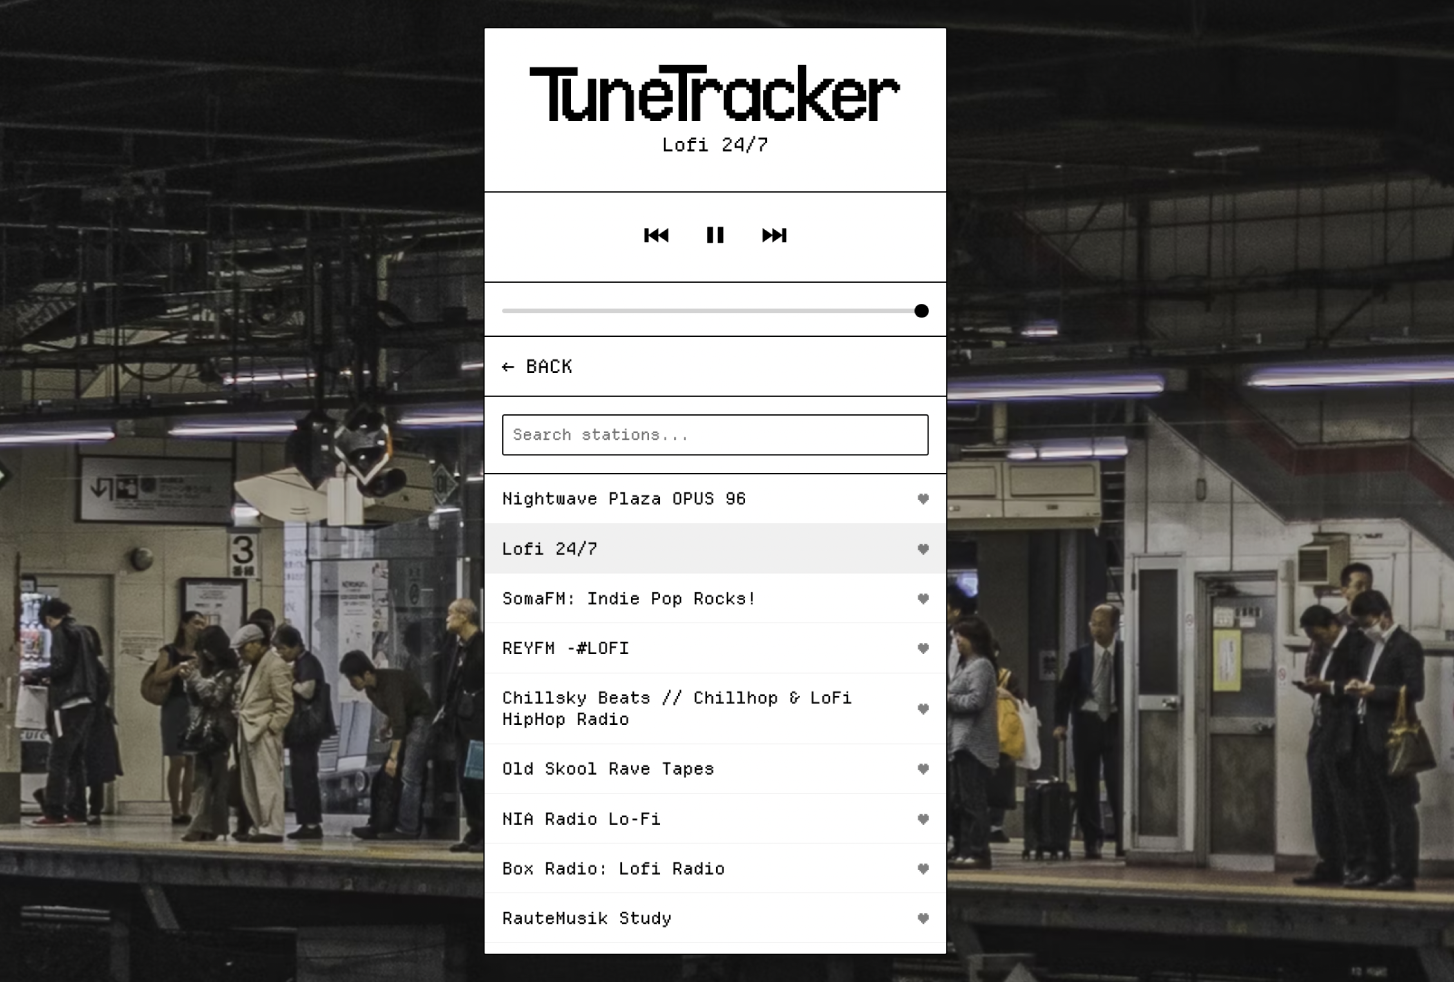 TuneTracker
Lofi 24/7
← BACK
Search stations...
Nightwave Plaza OPUS 96
Lofi 24/7
SomaFM: Indie Pop Rocks!
REYFM -#LOFI
Chillsky Beats // Chillhop & LoFi
HipHop Radio
Old Skool Rave Tapes
NIA Radio Lo-Fi
Box Radio: Lofi Radio
RauteMusik Study
3